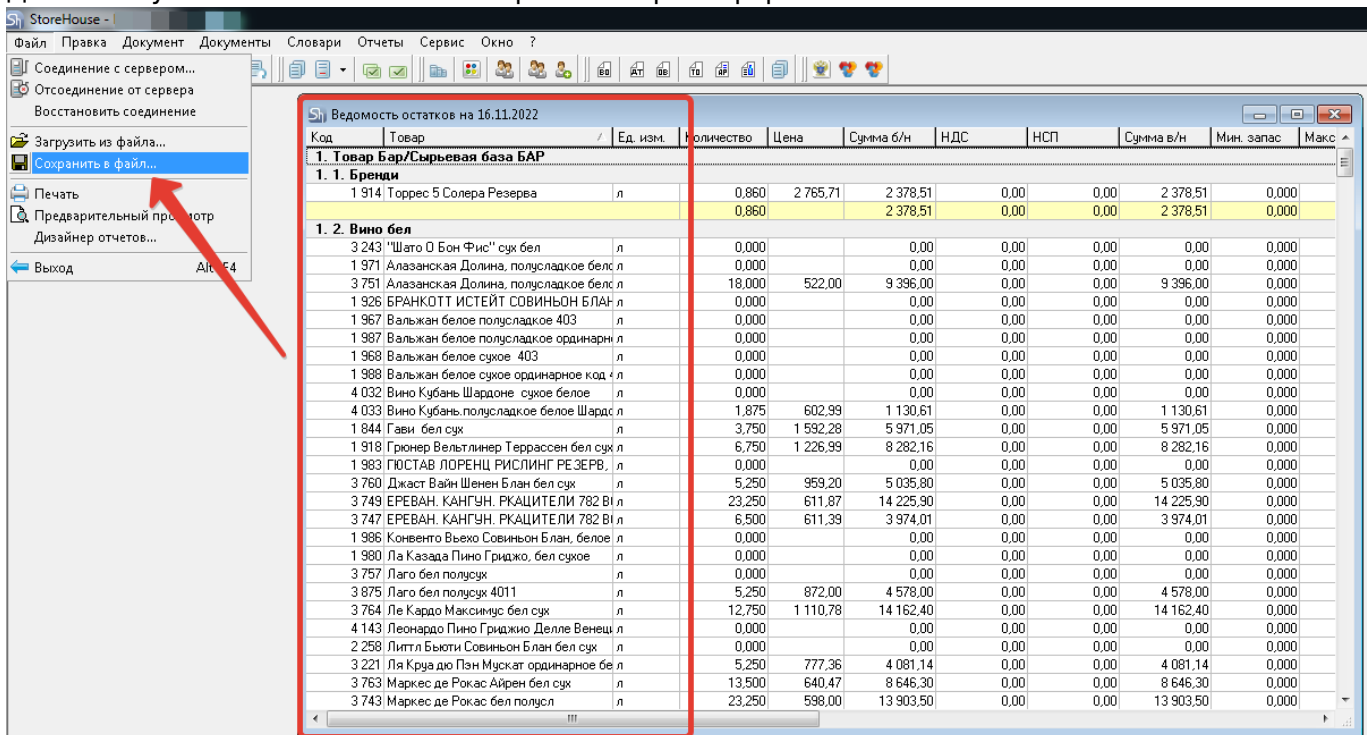 StoreHouse -
Файл Правка Документ Документы Словари Отчеты Сервис Окно ?
Соединение с сервером...
Отсоединение от сервера
Восстановить соединение
Загрузить из файла...
Сохранить в файл...
Печать
Предварительный
Дизайнер отчетов...
Выход
Ведомость остатков на 16.11.2022
Код Товар Ед. изм. Количество Цена Сумма б/н НДС НСП Сумма в/н Мин. запас Макс
1. Товар Бар/Сырьевая база БАР
1. 1. Бренди
1 914 Торрес 5 Солера Резерва л 0,860 2 765,71 2 378,51 0,00 0,00 2 378,51 0,000
0,860 2 378,51 0,00 0,00 2 378,51 0,000
1. 2. Вино бел
3 243 "Шато О Бон Фис" сух бел л 0,000 0,00 0,00 0,00 0,00 0,000
1 971 Алазанская Долина, полусладкое бело л 0,000 0,00 0,00 0,00 0,00 0,000
3 751 Алазанская Долина, полусладкое бело л 18,000 522,00 9 396,00 0,00 0,00 9 396,00 0,000
1 926 БРАНКОТТ ИСТЕЙТ СОВИНЬОН БЛАН л 0,000 0,00 0,00 0,00 0,00 0,000
1 967 Вальжан белое полусладкое 403 л 0,000 0,00 0,00 0,00 0,00 0,000
1 987 Вальжан белое полусладкое ординарн л 0,000 0,00 0,00 0,00 0,00 0,000
1 968 Вальжан белое сухое 403 л 0,000 0,00 0,00 0,00 0,00 0,000
1 988 Вальжан белое сухое ординарное код 4 л 0,000 0,00 0,00 0,00 0,00 0,000
4 032 Вино Кубань Шардоне сухое белое л 0,000 0,00 0,00 0,00 0,00 0,000
4 033 Вино Кубань.полусладкое белое Шардо л 1,875 602,99 1 130,61 0,00 0,00 1 130,61 0,000
1 844 Гави бел сух л 3,750 1 592,28 5 971,05 0,00 0,00 5 971,05 0,000
1 918 Грюнер Вельтлинер Террассен бел сух л 6,750 1 226,99 8 282,16 0,00 0,00 8 282,16 0,000
1 983 ГЮСТАВ ЛОРЕНЦ РИСЛИНГ РЕЗЕРВ, л 0,000 0,00 0,00 0,00 0,00 0,000
3 760 Джаст Вайн Шенен Блан бел сух л 5,250 959,20 5 035,80 0,00 0,00 5 035,80 0,000
3 749 ЕРЕВАН. КАНГУН. РКАЦИТЕЛИ 782 В л 23,250 611,87 14 225,90 0,00 0,00 14 225,90 0,000
3 747 ЕРЕВАН. КАНГУН. РКАЦИТЕЛИ 782 В л 6,500 611,39 3 974,01 0,00 0,00 3 974,01 0,000
1 986 Конвенто Вьехо Совиньон Блан, белое л 0,000 0,00 0,00 0,00 0,00 0,000
1 980 Ла Казада Пино Гриджо, бел сухое л 0,000 0,00 0,00 0,00 0,00 0,000
3 757 Лаго бел полусух л 0,000 0,00 0,00 0,00 0,00 0,000
3 875 Лаго бел полусух 4011 л 5,250 872,00 4 578,00 0,00 0,00 4 578,00 0,000
3 764 Ле Кардо Максимус бел сух л 12,750 1 110,78 14 162,40 0,00 0,00 14 162,40 0,000
4 143 Леонардо Пино Гриджио Делле Венеци л 0,000 0,00 0,00 0,00 0,00 0,000
2 258 Литтл Бьюти Совиньон Блан бел сух л 0,000 0,00 0,00 0,00 0,00 0,000
3 221 Ля Круа дю Пэн Мускат ординарное бе л 5,250 777,36 4 081,14 0,00 0,00 4 081,14 0,000
3 763 Маркес де Рокас Айрен бел сух л 13,500 640,47 8 646,30 0,00 0,00 8 646,30 0,000
3 743 Маркес де Рокас бел полусл л 23,250 598,00 13 903,50 0,00 0,00 13 903,50 0,000